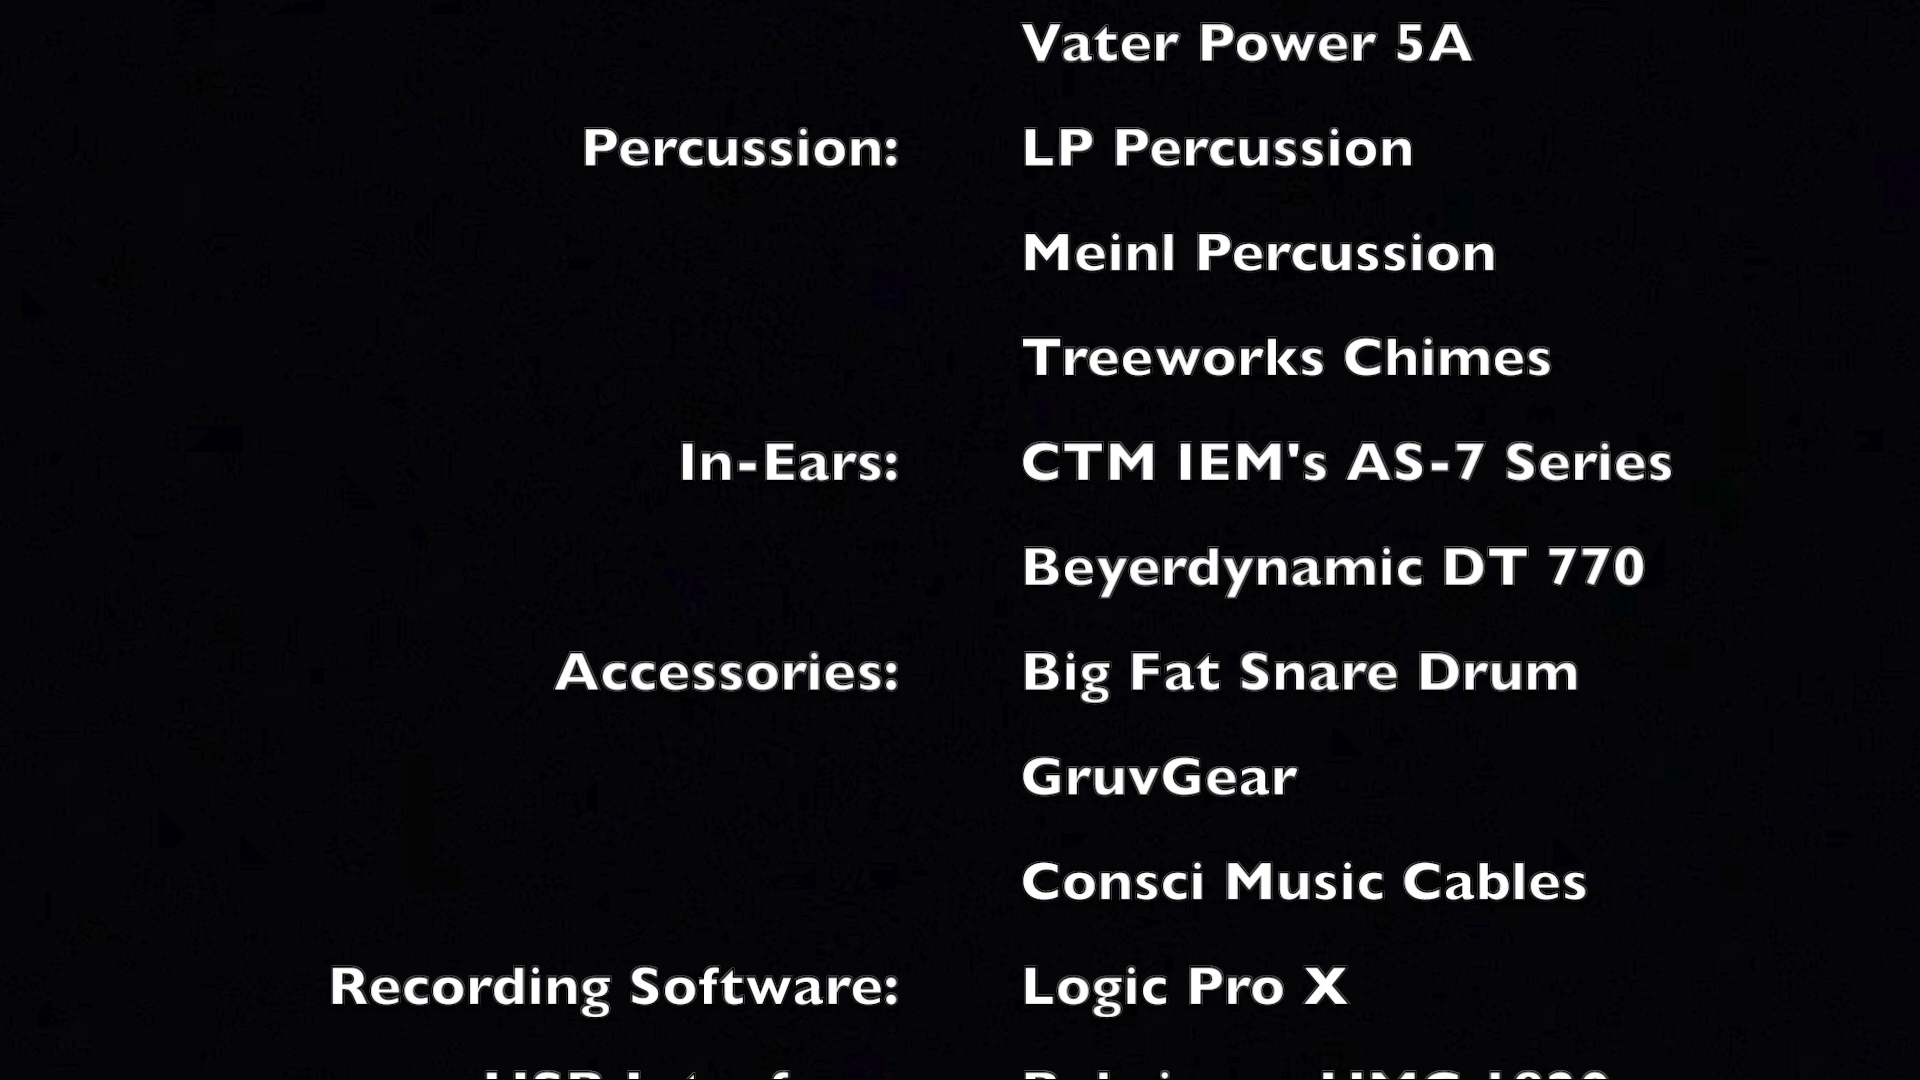 Vater Power 5A
Percussion: LP Percussion
Meinl Percussion
Treeworks Chimes
In-Ears: CTM IEM's AS-7 Series
Beyerdynamic DT 770
Accessories: Big Fat Snare Drum
GruvGear
Consci Music Cables
Recording Software: Logic Pro X